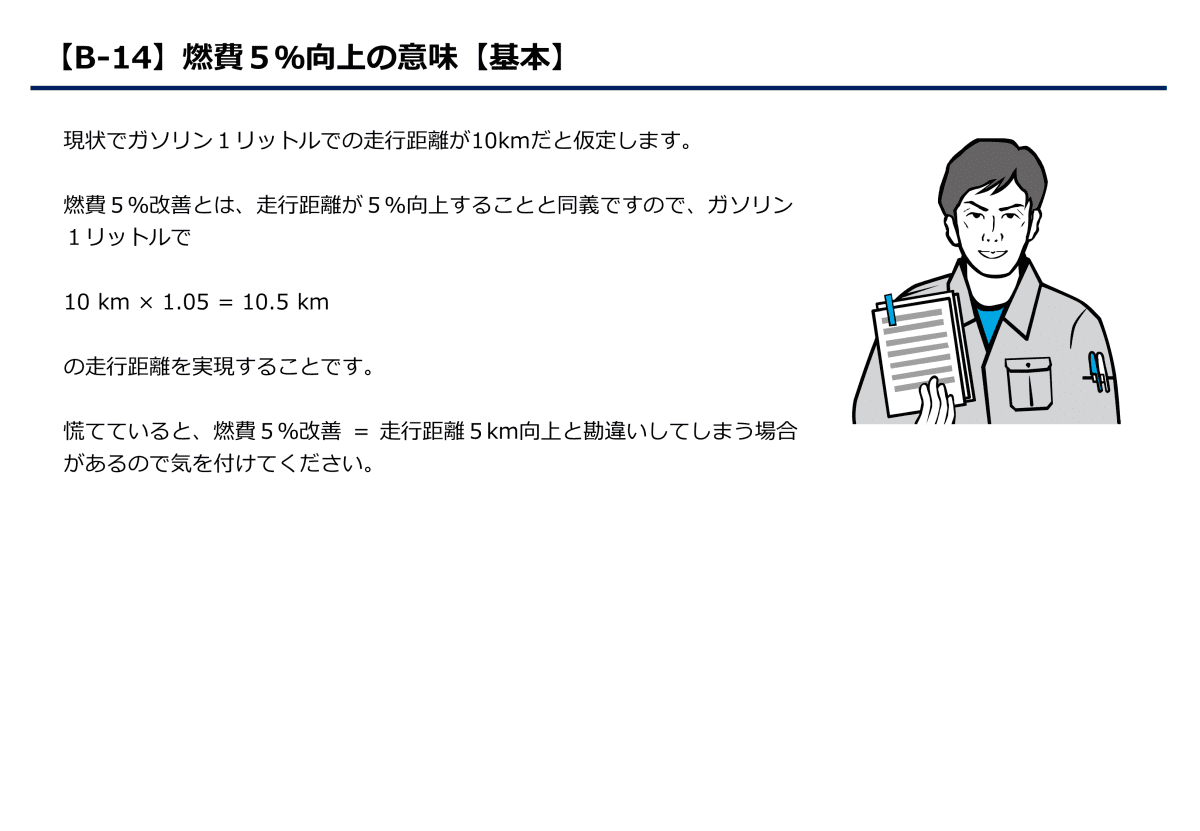 【B-14】燃費５％向上の意味【基本】
現状でガソリン１リットルでの走行距離が10kmだと仮定します。
燃費５％改善とは、走行距離が５％向上することと同義ですので、ガソリン
１リットルで
10 km × 1.05 = 10.5 km
の走行距離を実現することです。
慌てていると、燃費５％改善 ＝ 走行距離５km向上と勘違いしてしまう場合
があるので気を付けてください。